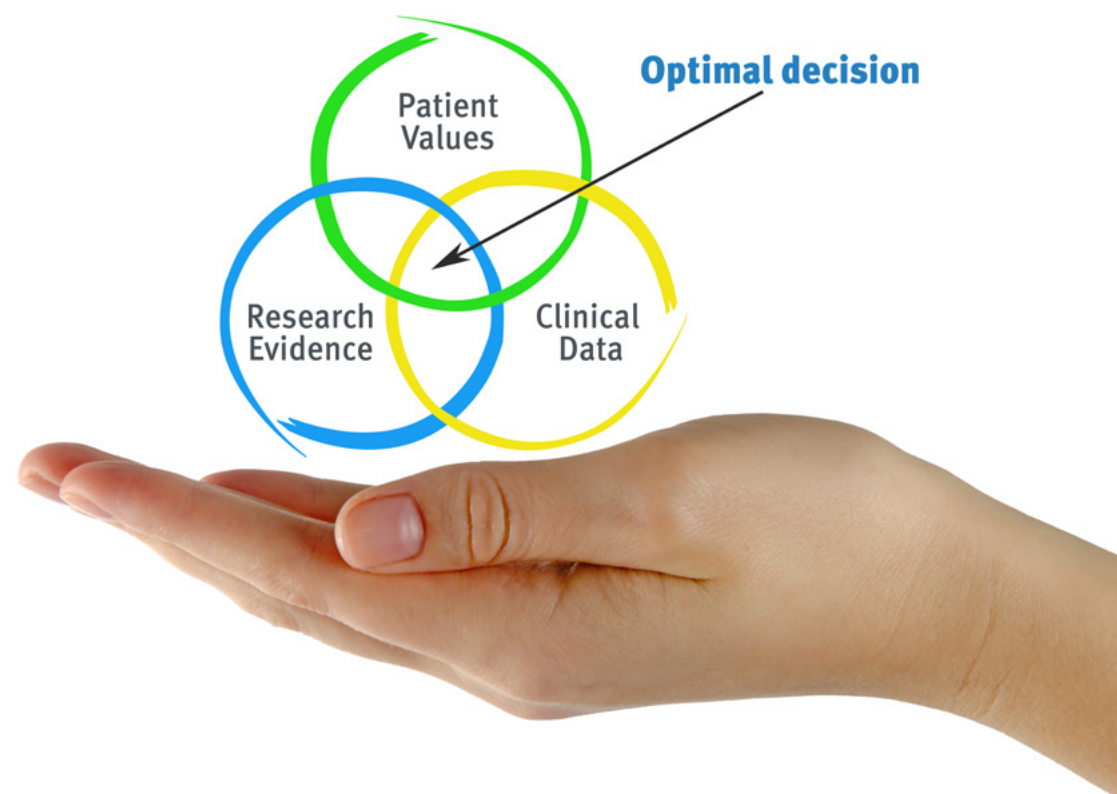 Optimal decision
Patient
Values
Research
Evidence
Clinical
Data